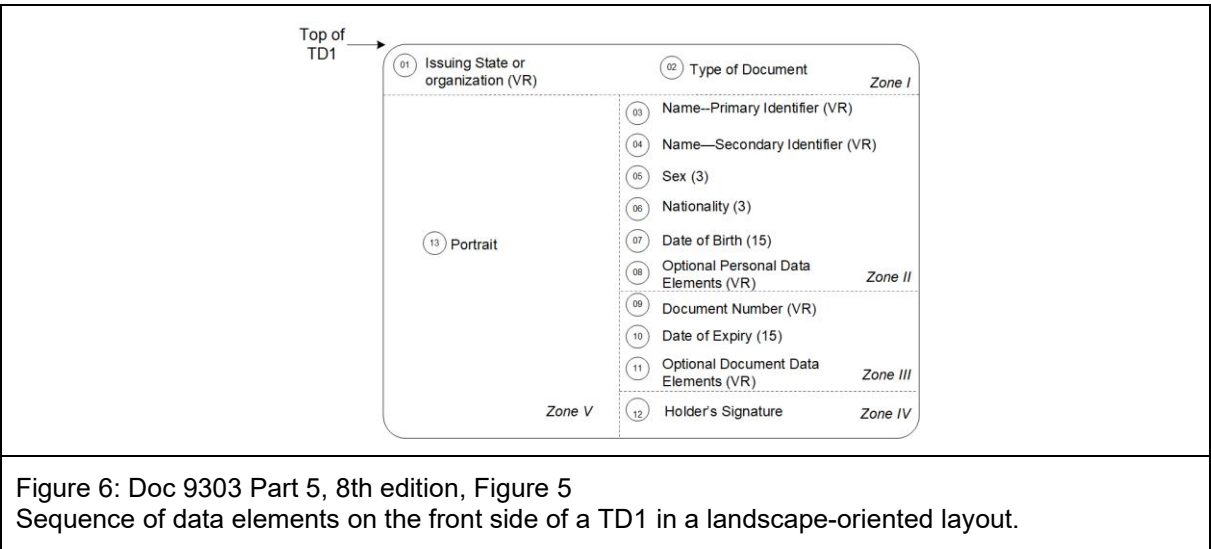 Top of
TD1
01 Issuing State or
organization (VR)
02 Type of Document
Zone I
03 Name--Primary Identifier (VR)
04 Name—Secondary Identifier (VR)
05 Sex (3)
06 Nationality (3)
07 Date of Birth (15)
08 Optional Personal Data
Elements (VR)
Zone II
09 Document Number (VR)
10 Date of Expiry (15)
11 Optional Document Data
Elements (VR)
Zone III
12 Holder's Signature
Zone IV
13 Portrait
Zone V
Figure 6: Doc 9303 Part 5, 8th edition, Figure 5
Sequence of data elements on the front side of a TD1 in a landscape-oriented layout.